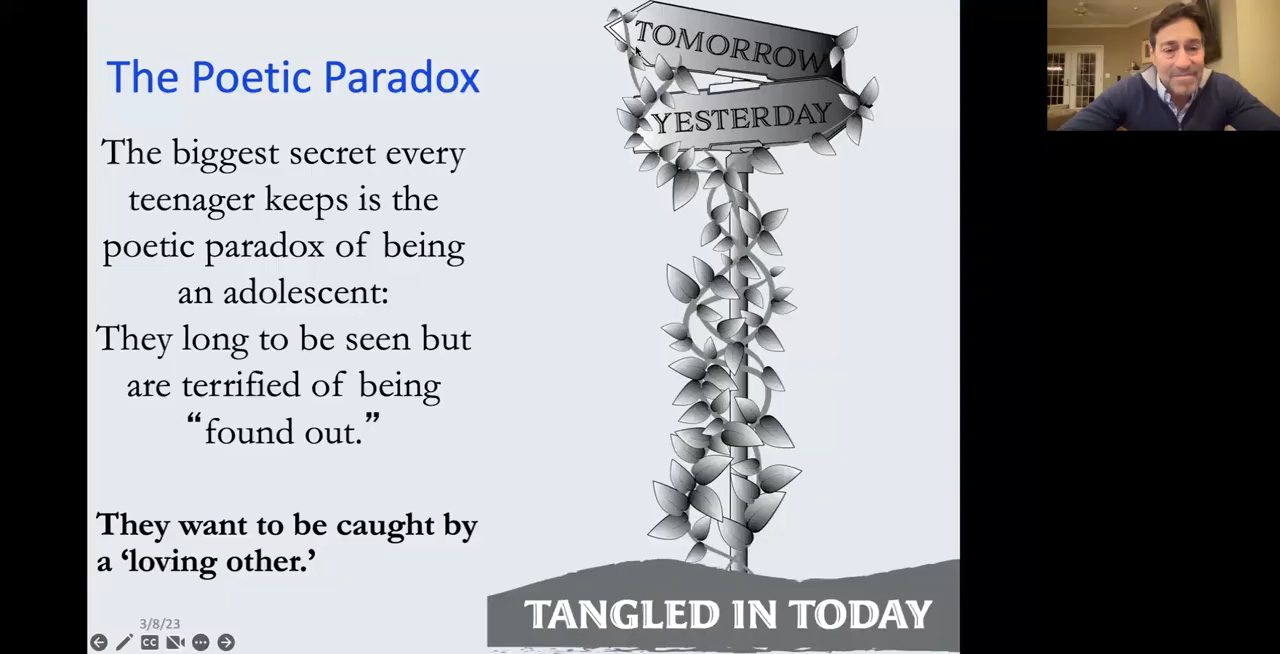 The Poetic Paradox
The biggest secret every
teenager keeps is the
poetic paradox of being
an adolescent:
They long to be seen but
are terrified of being
“found out.”
They want to be caught by
a ‘loving other.’
3/8/23
CC
TOMORROW
YESTERDAY
TANGLED IN TODAY